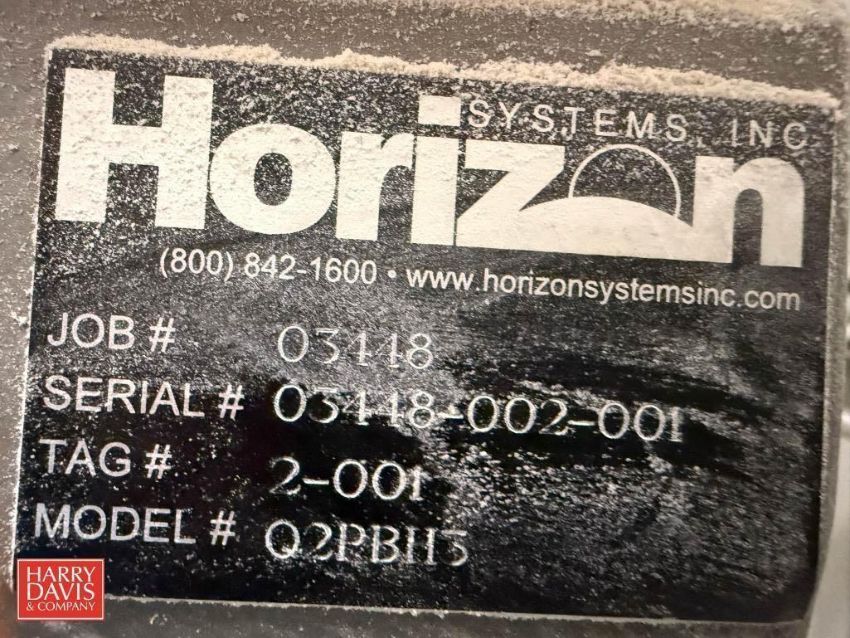 Horizon
SYSTEMS, INC
(800) 842-1600 • www.horizonsystemsinc.com
JOB # 03448
SERIAL # 03448-002-001
TAG # 2-001
MODEL # Q2PBH3
HARRY
DAVIS
& COMPANY